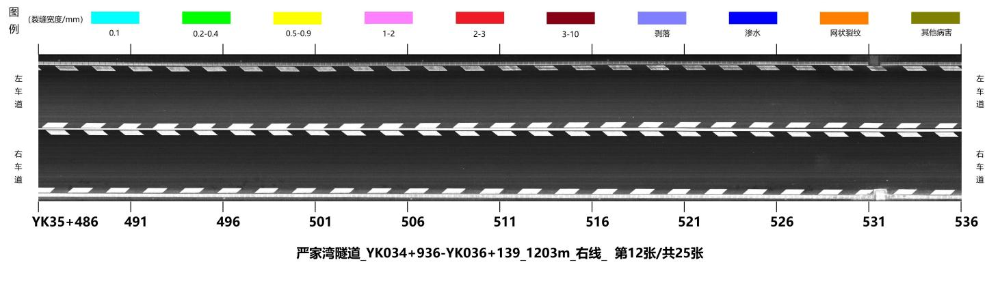 图例
(裂缝宽度/mm)
0.1 0.2-0.4 0.5-0.9 1-2 2-3 3-10 剥落 渗水 网状裂纹 其他病害
左车道 左车道
右车道 右车道
YK35+486 491 496 501 506 511 516 521 526 531 536
严家湾隧道_YK034+936-YK036+139_1203m_右线_ 第12张/共25张